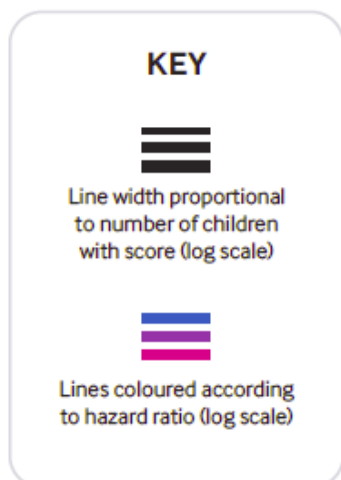 KEY
Line width proportional
to number of children
with score (log scale)
Lines coloured according
to hazard ratio (log scale)